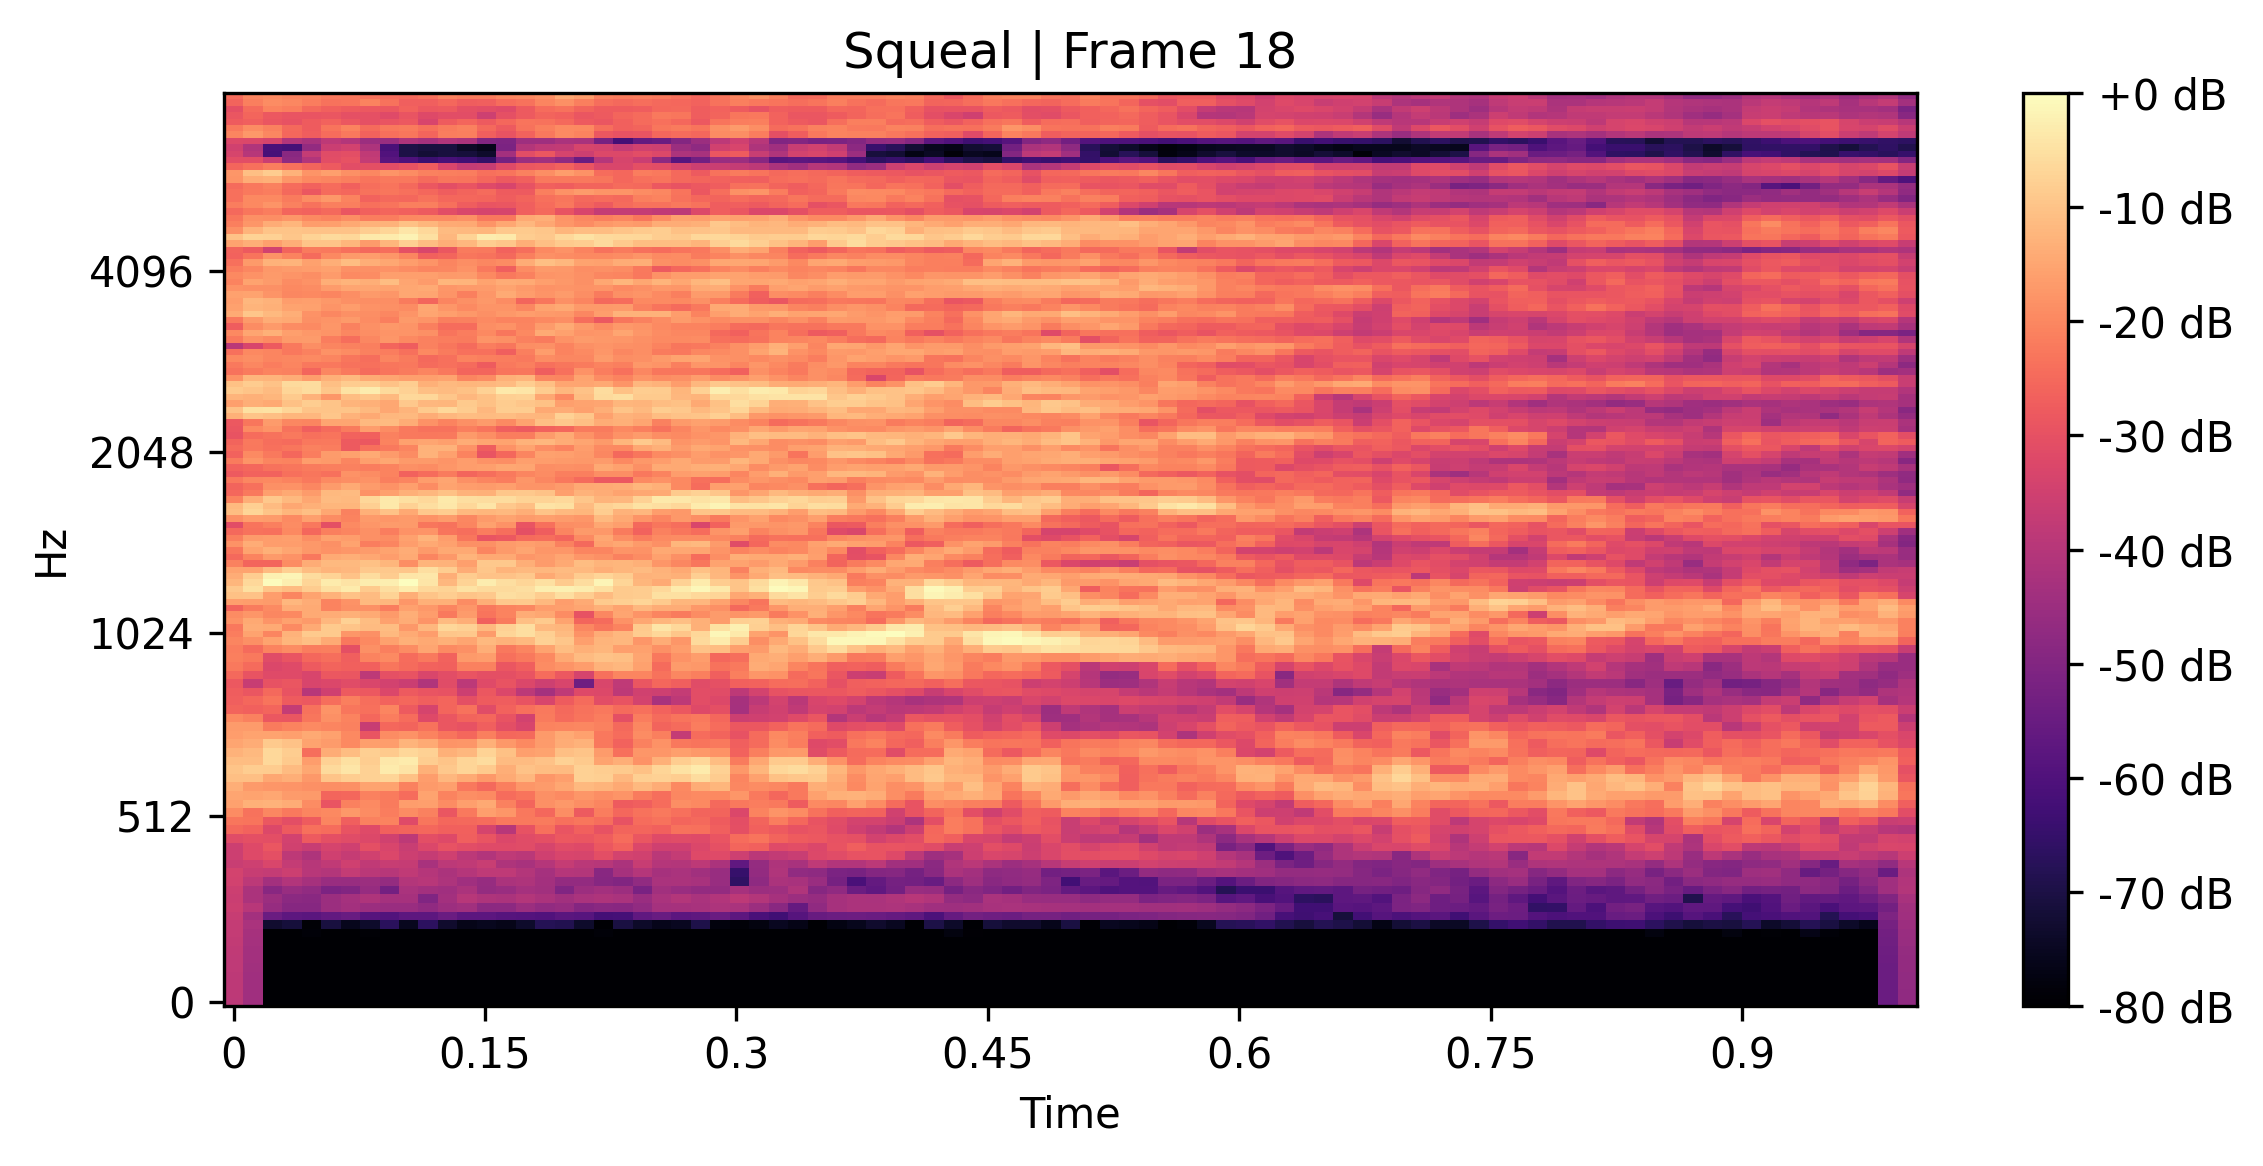 Squeal | Frame 18
+0 dB
-10 dB
-20 dB
-30 dB
-40 dB
-50 dB
-60 dB
-70 dB
-80 dB
4096
2048
1024
512
0
Hz
0 0.15 0.3 0.45 0.6 0.75 0.9
Time